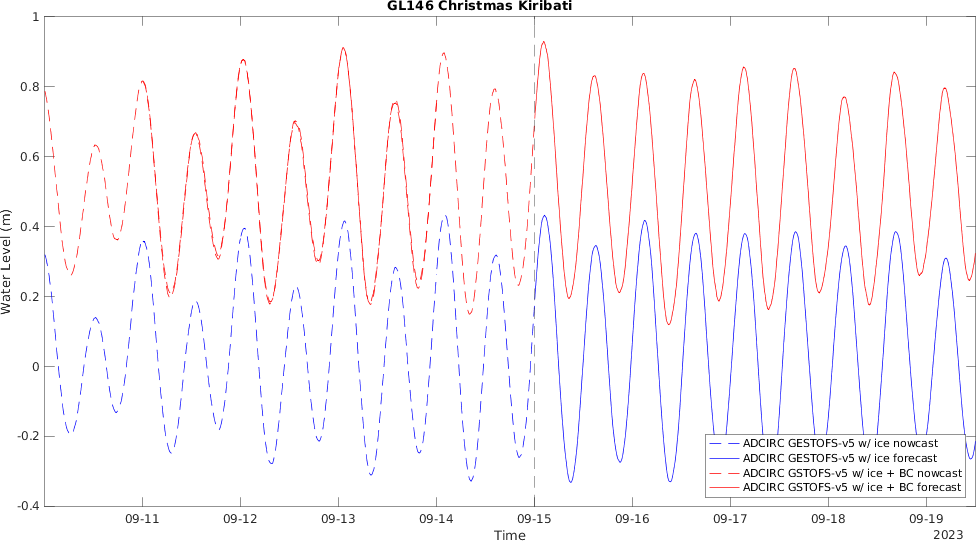 GL146 Christmas Kiribati
1
0.8
0.6
0.4
0.2
0
-0.2
-0.4
Water Level (m)
09-11
09-12
09-13
09-14
09-15
09-16
09-17
09-18
09-19
Time
2023
ADCIRC GESTOFS-v5 w/ ice nowcast
ADCIRC GESTOFS-v5 w/ ice forecast
ADCIRC GSTOFS-v5 w/ ice + BC nowcast
ADCIRC GSTOFS-v5 w/ ice + BC forecast